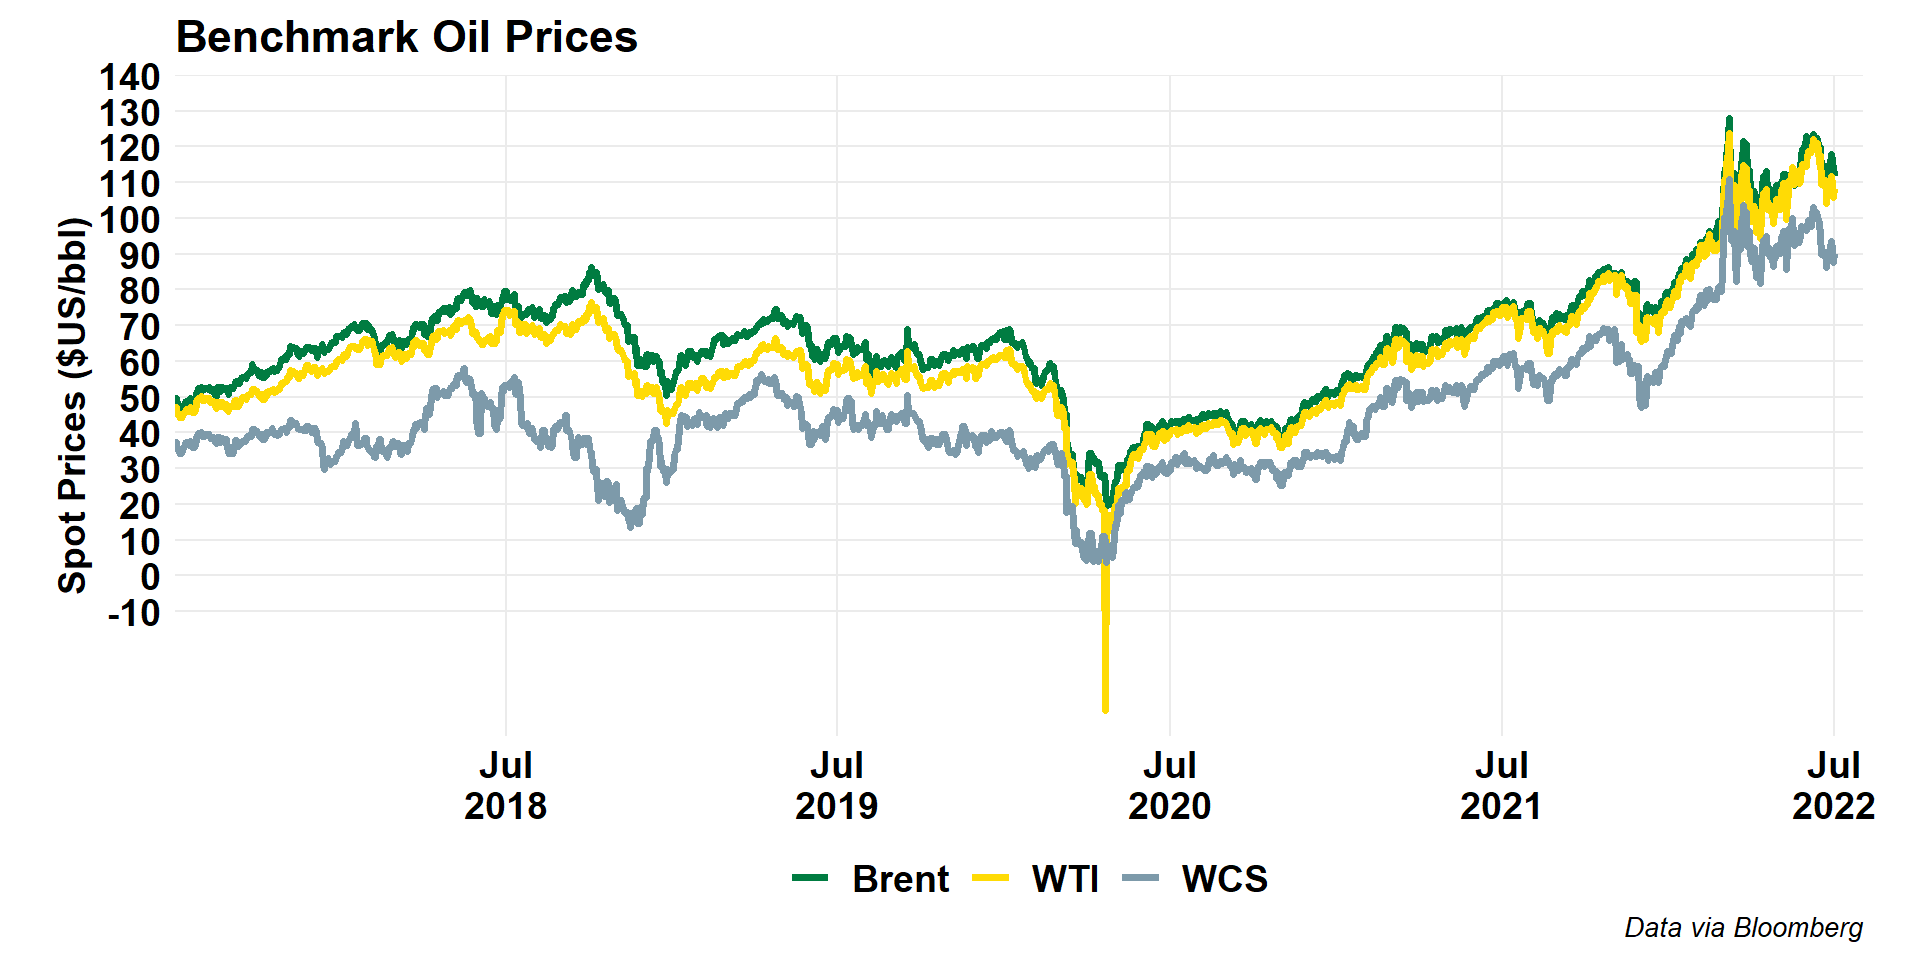 Benchmark Oil Prices
Spot Prices ($US/bbl)
140
130
120
110
100
90
80
70
60
50
40
30
20
10
0
-10
Jul
2018
Jul
2019
Jul
2020
Jul
2021
Jul
2022
Brent WTI WCS
Data via Bloomberg